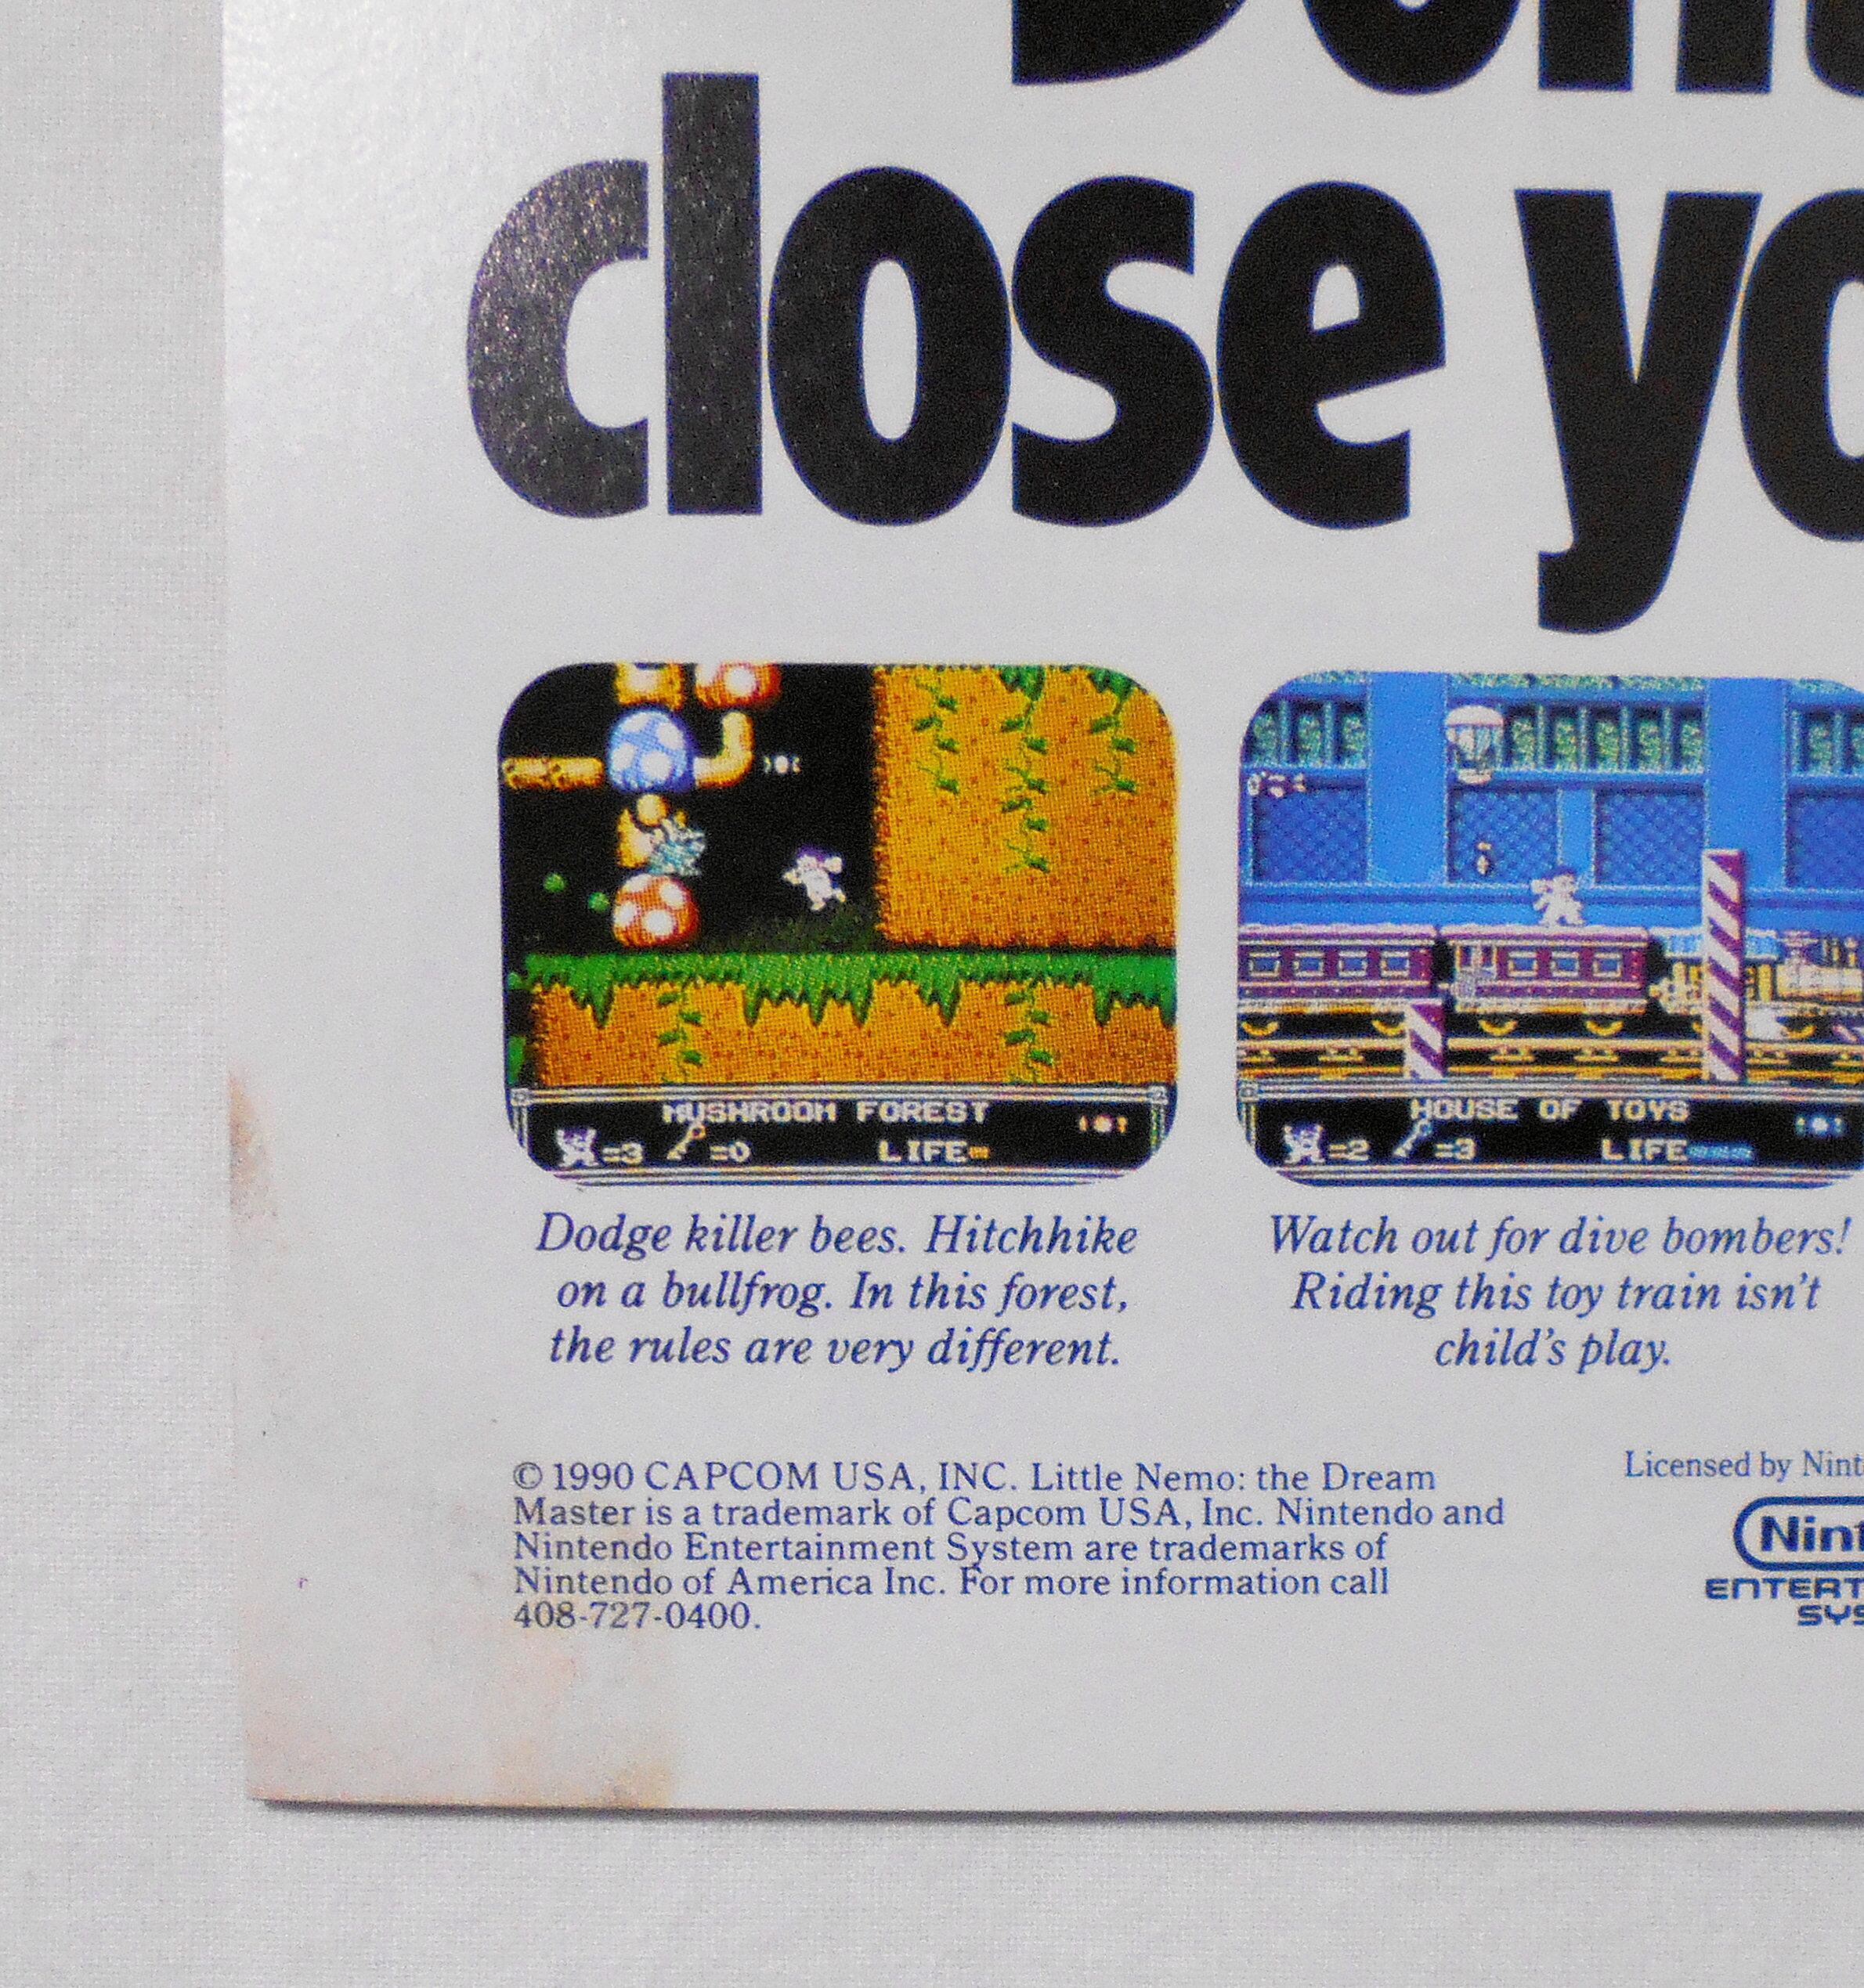 close
MUSHROOM FOREST
=3 =0 LIFE
HOUSE OF TOYS
=2 =3 LIFE
Dodge killer bees. Hitchhike
on a bullfrog. In this forest,
the rules are very different.
Watch out for dive bombers!
Riding this toy train isn't
child's play.
© 1990 CAPCOM USA, INC. Little Nemo: the Dream
Master is a trademark of Capcom USA, Inc. Nintendo and
Nintendo Entertainment System are trademarks of
Nintendo of America Inc. For more information call
408-727-0400.
Licensed by